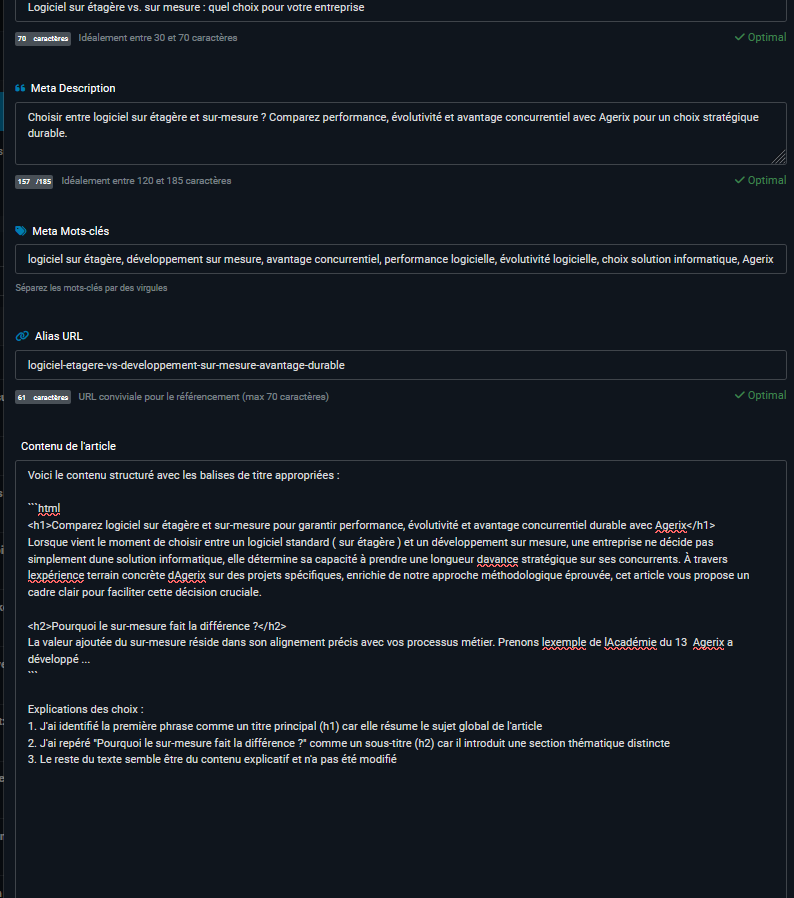 Logiciel sur étagère vs. sur mesure : quel choix pour votre entreprise
70 caractères Idéalement entre 30 et 70 caractères Optimal
Meta Description
Choisir entre logiciel sur étagère et sur-mesure ? Comparez performance, évolutivité et avantage concurrentiel avec Agerix pour un choix stratégique
durable.
157 /185 Idéalement entre 120 et 185 caractères Optimal
Meta Mots-clés
logiciel sur étagère, développement sur mesure, avantage concurrentiel, performance logicielle, évolutivité logicielle, choix solution informatique, Agerix
Séparez les mots-clés par des virgules
Alias URL
logiciel-etagere-vs-developpement-sur-mesure-avantage-durable
61 caractères URL conviviale pour le référencement (max 70 caractères) Optimal
Contenu de l'article
Voici le contenu structuré avec les balises de titre appropriées :
```html
<h1>Comparez logiciel sur étagère et sur-mesure pour garantir performance, évolutivité et avantage concurrentiel durable avec Agerix</h1>
Lorsque vient le moment de choisir entre un logiciel standard ( sur étagère ) et un développement sur mesure, une entreprise ne décide pas
simplement dune solution informatique, elle détermine sa capacité à prendre une longueur davance stratégique sur ses concurrents. À travers
lexpérience terrain concrète dAgerix sur des projets spécifiques, enrichie de notre approche méthodologique éprouvée, cet article vous propose un
cadre clair pour faciliter cette décision cruciale.
<h2>Pourquoi le sur-mesure fait la différence ?</h2>
La valeur ajoutée du sur-mesure réside dans son alignement précis avec vos processus métier. Prenons lexemple de lAcadémie du 13  Agerix a
développé ...
```
Explications des choix :
1. J'ai identifié la première phrase comme un titre principal (h1) car elle résume le sujet global de l'article
2. J'ai repéré "Pourquoi le sur-mesure fait la différence ?" comme un sous-titre (h2) car il introduit une section thématique distincte
3. Le reste du texte semble être du contenu explicatif et n'a pas été modifié